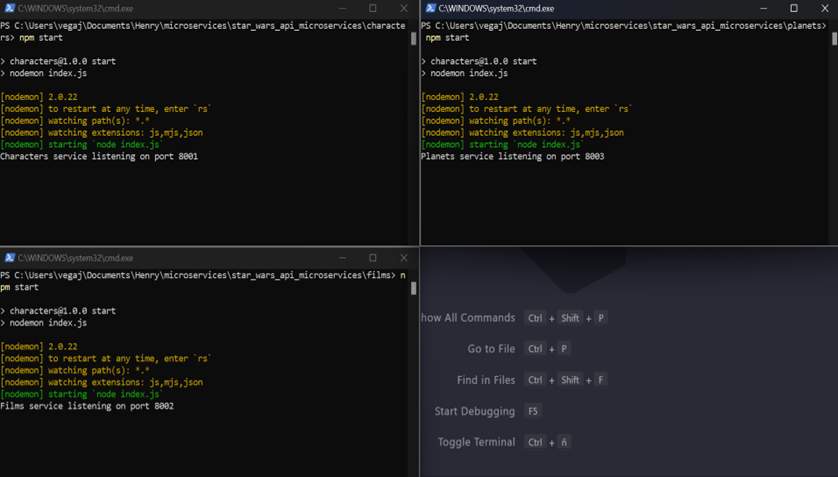 C:\WINDOWS\system32\cmd.exe
PS C:\Users\vegaj\Documents\Henry\microservices\star_wars_api_microservices\characte
rs> npm start
> characters@1.0.0 start
> nodemon index.js
[nodemon] 2.0.22
[nodemon] to restart at any time, enter `rs`
[nodemon] watching path(s): *.*
[nodemon] watching extensions: js,mjs,json
[nodemon] starting `node index.js`
Characters service listening on port 8001
C:\WINDOWS\system32\cmd.exe
PS C:\Users\vegaj\Documents\Henry\microservices\star_wars_api_microservices\planets>
npm start
> characters@1.0.0 start
> nodemon index.js
[nodemon] 2.0.22
[nodemon] to restart at any time, enter `rs`
[nodemon] watching path(s): *.*
[nodemon] watching extensions: js,mjs,json
[nodemon] starting `node index.js`
Planets service listening on port 8003
C:\WINDOWS\system32\cmd.exe
PS C:\Users\vegaj\Documents\Henry\microservices\star_wars_api_microservices\films> n
pm start
> characters@1.0.0 start
> nodemon index.js
[nodemon] 2.0.22
[nodemon] to restart at any time, enter `rs`
[nodemon] watching path(s): *.*
[nodemon] watching extensions: js,mjs,json
[nodemon] starting `node index.js`
Films service listening on port 8002
how All Commands Ctrl + Shift + P
Go to File Ctrl + P
Find in Files Ctrl + Shift + F
Start Debugging F5
Toggle Terminal Ctrl + ñ